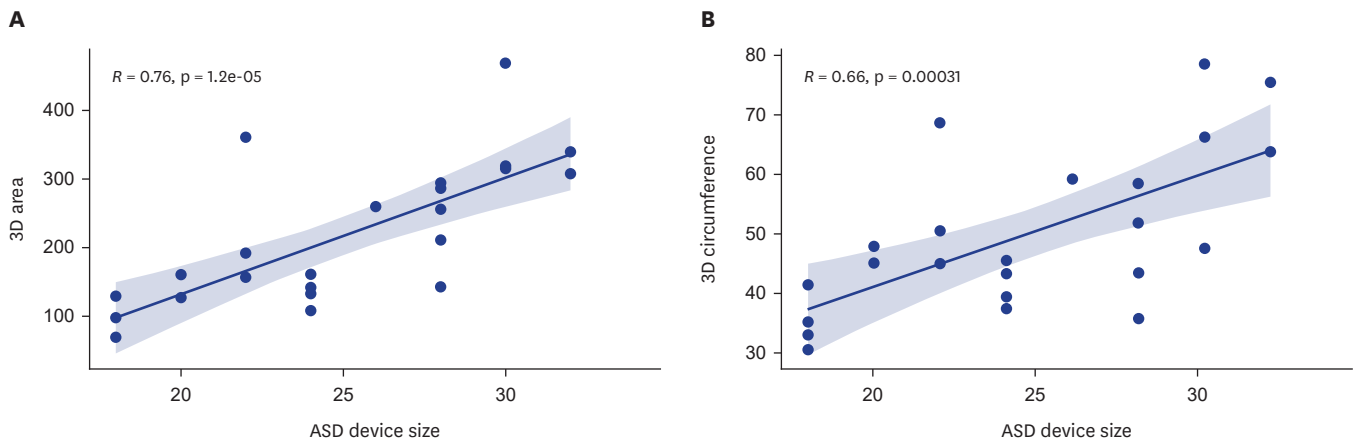 A
R = 0.76, p = 1.2e-05
3D area
400
300
200
100
20
25
30
ASD device size
B
R = 0.66, p = 0.00031
3D circumference
80
70
60
50
40
30
20
25
30
ASD device size